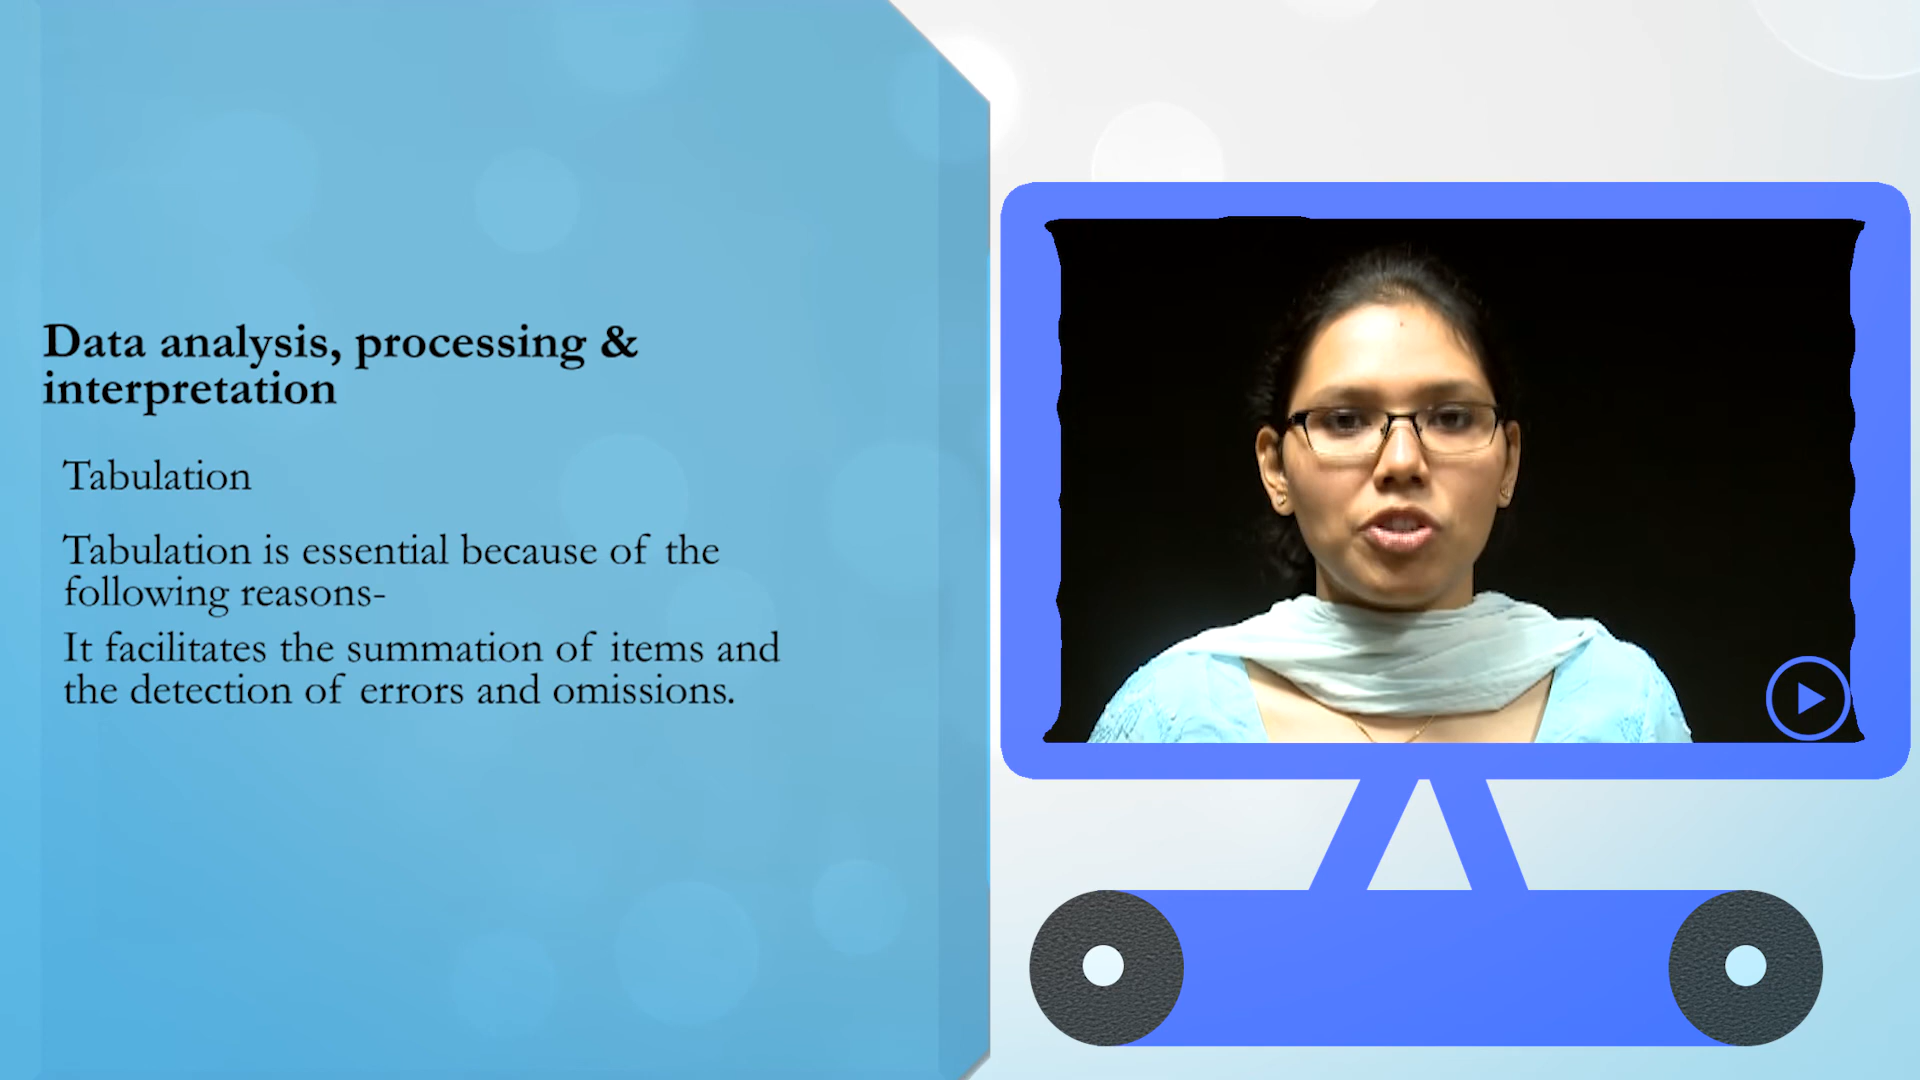 Data analysis, processing &
interpretation
Tabulation
Tabulation is essential because of the
following reasons-
It facilitates the summation of items and
the detection of errors and omissions.